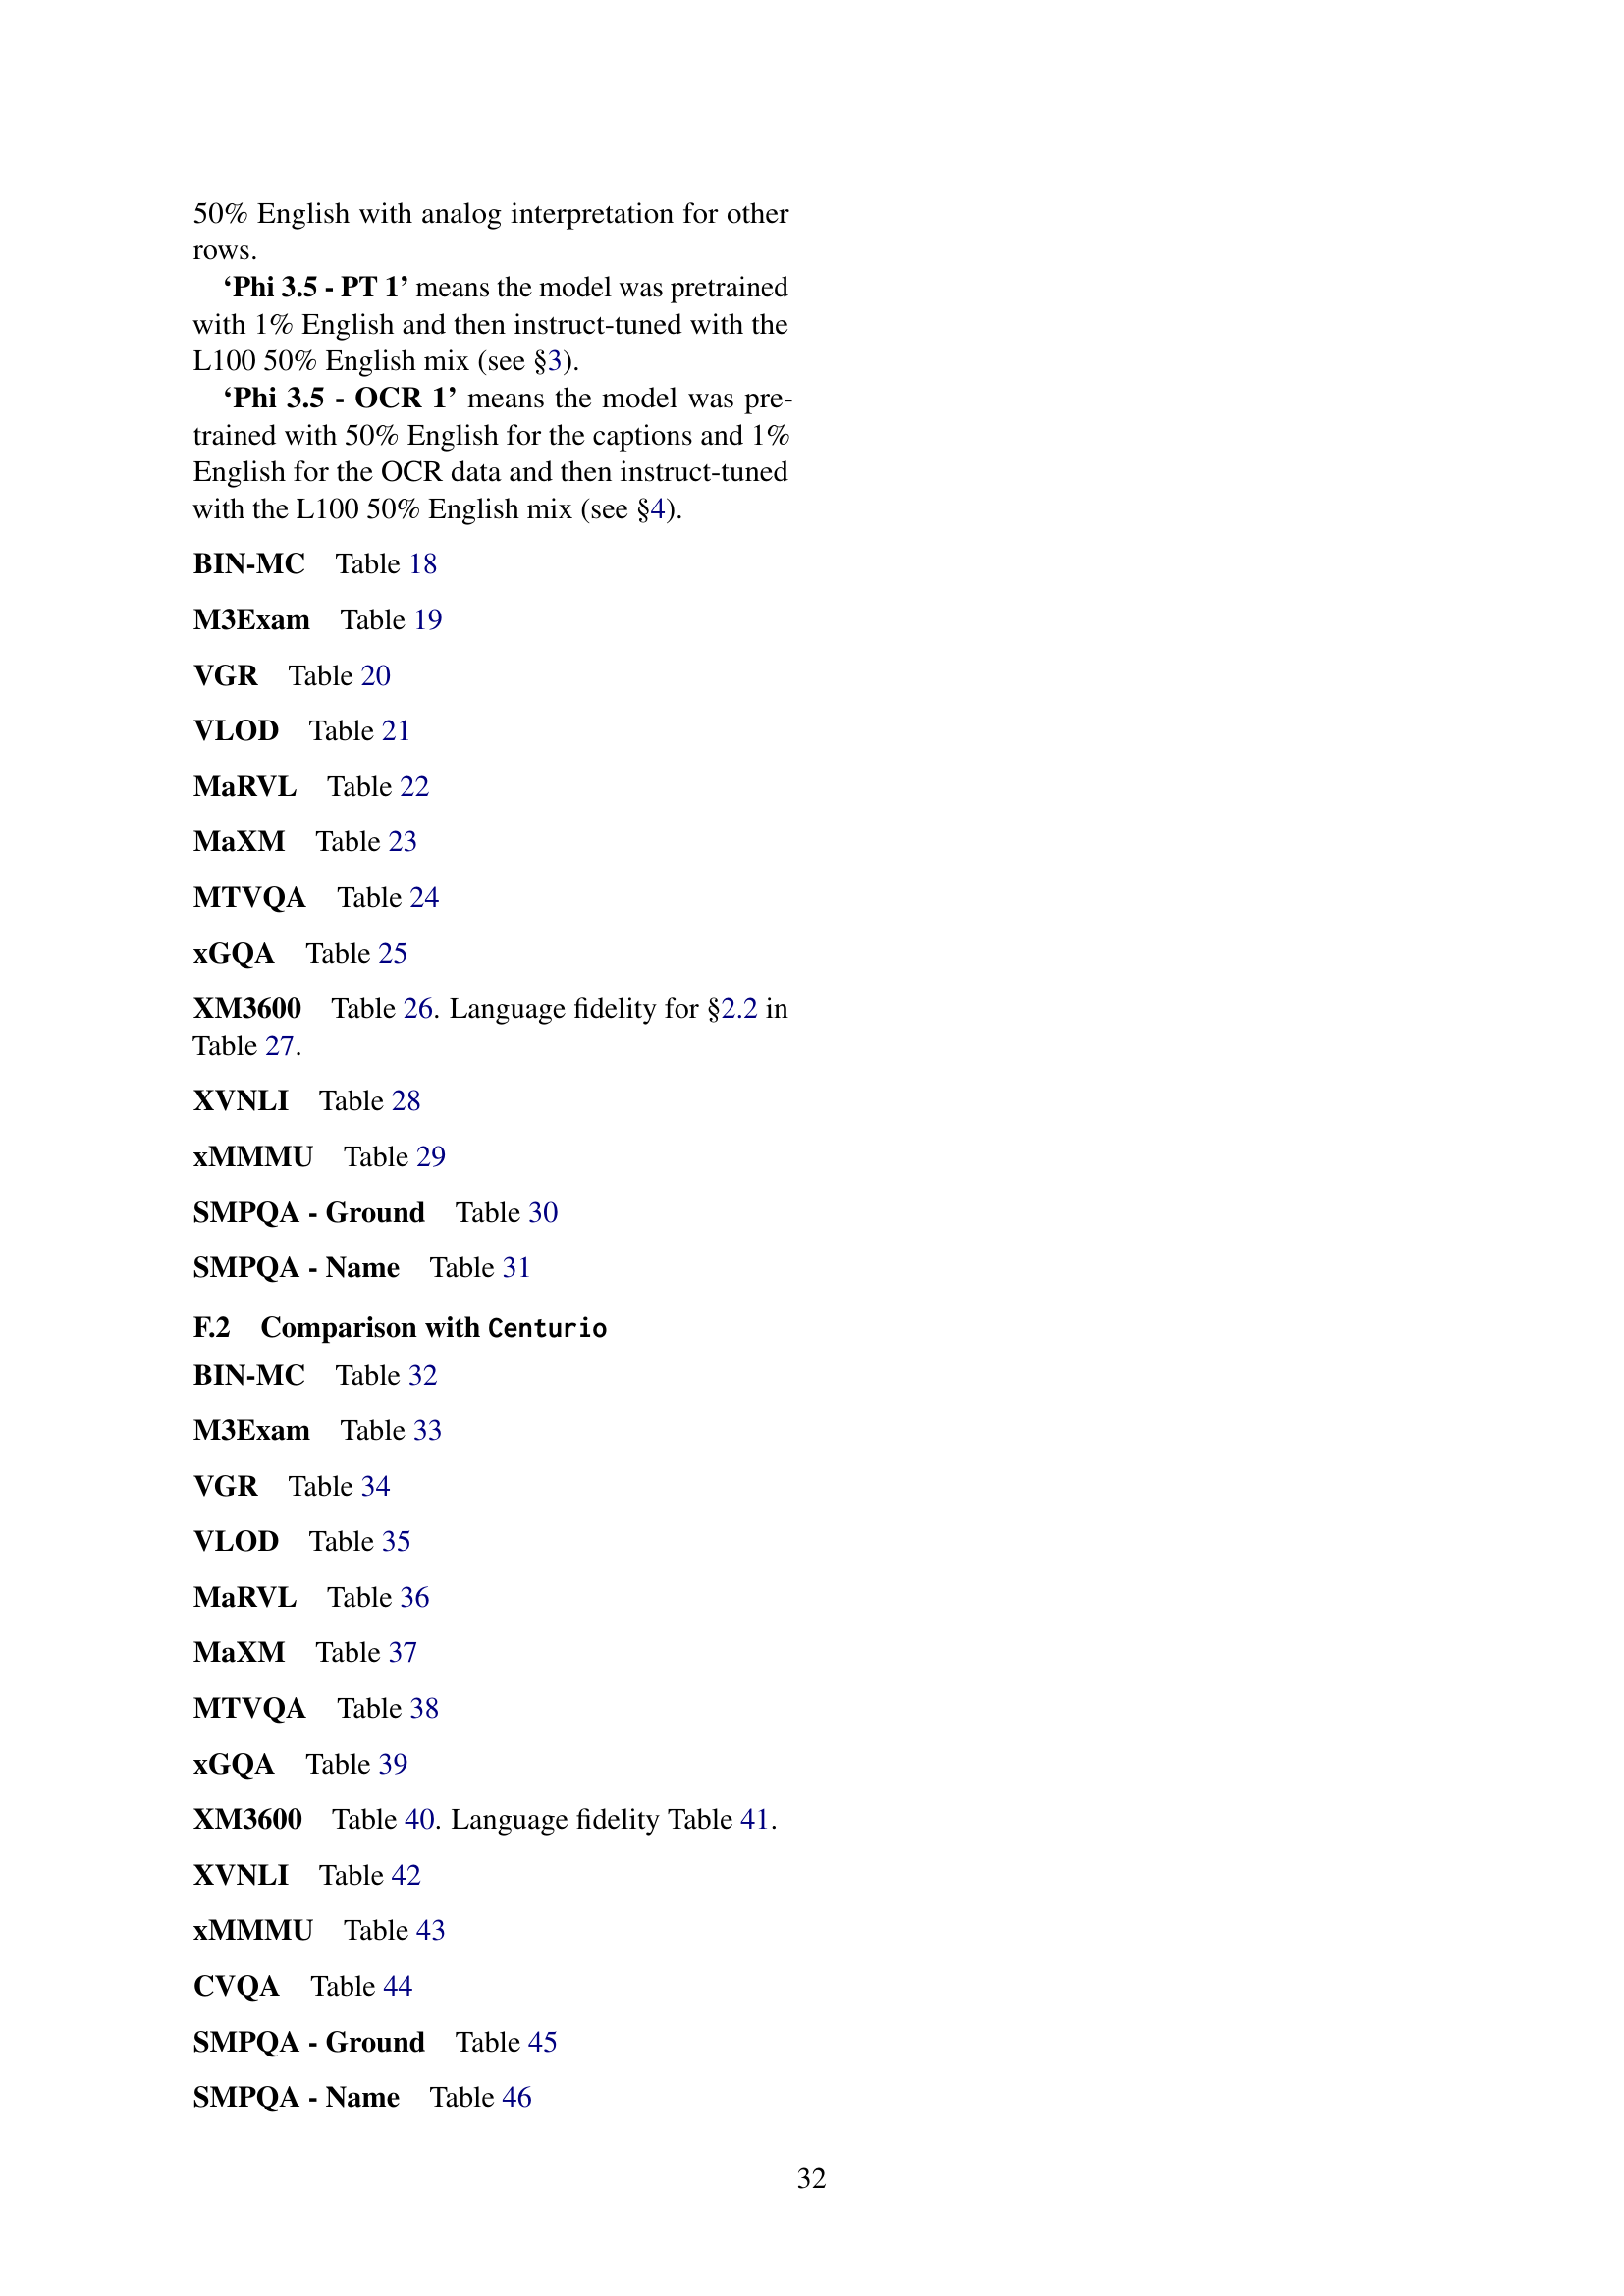 50% English with analog interpretation for other
rows.
‘Phi 3.5 - PT 1’ means the model was pretrained
with 1% English and then instruct-tuned with the
L100 50% English mix (see §3).
‘Phi 3.5 - OCR 1’ means the model was pre-
trained with 50% English for the captions and 1%
English for the OCR data and then instruct-tuned
with the L100 50% English mix (see §4).
BIN-MC Table 18
M3Exam Table 19
VGR Table 20
VLOD Table 21
MaRVL Table 22
MaXM Table 23
MTVQA Table 24
xGQA Table 25
XM3600 Table 26. Language fidelity for §2.2 in
Table 27.
XVNLI Table 28
xMMMU Table 29
SMPQA - Ground Table 30
SMPQA - Name Table 31
F.2 Comparison with Centurio
BIN-MC Table 32
M3Exam Table 33
VGR Table 34
VLOD Table 35
MaRVL Table 36
MaXM Table 37
MTVQA Table 38
xGQA Table 39
XM3600 Table 40. Language fidelity Table 41.
XVNLI Table 42
xMMMU Table 43
CVQA Table 44
SMPQA - Ground Table 45
SMPQA - Name Table 46
32